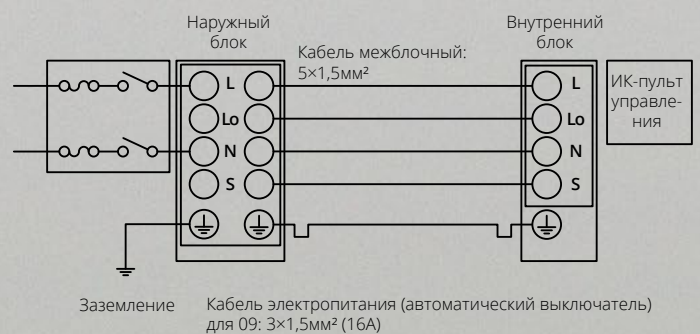 Наружный
блок
Внутренний
блок
Кабель межблочный:
5×1,5мм²
L
L
ИК-пульт
управле-
ния
Lo
Lo
N
N
S
S
Заземление
Кабель электропитания (автоматический выключатель)
для 09: 3×1,5мм² (16А)